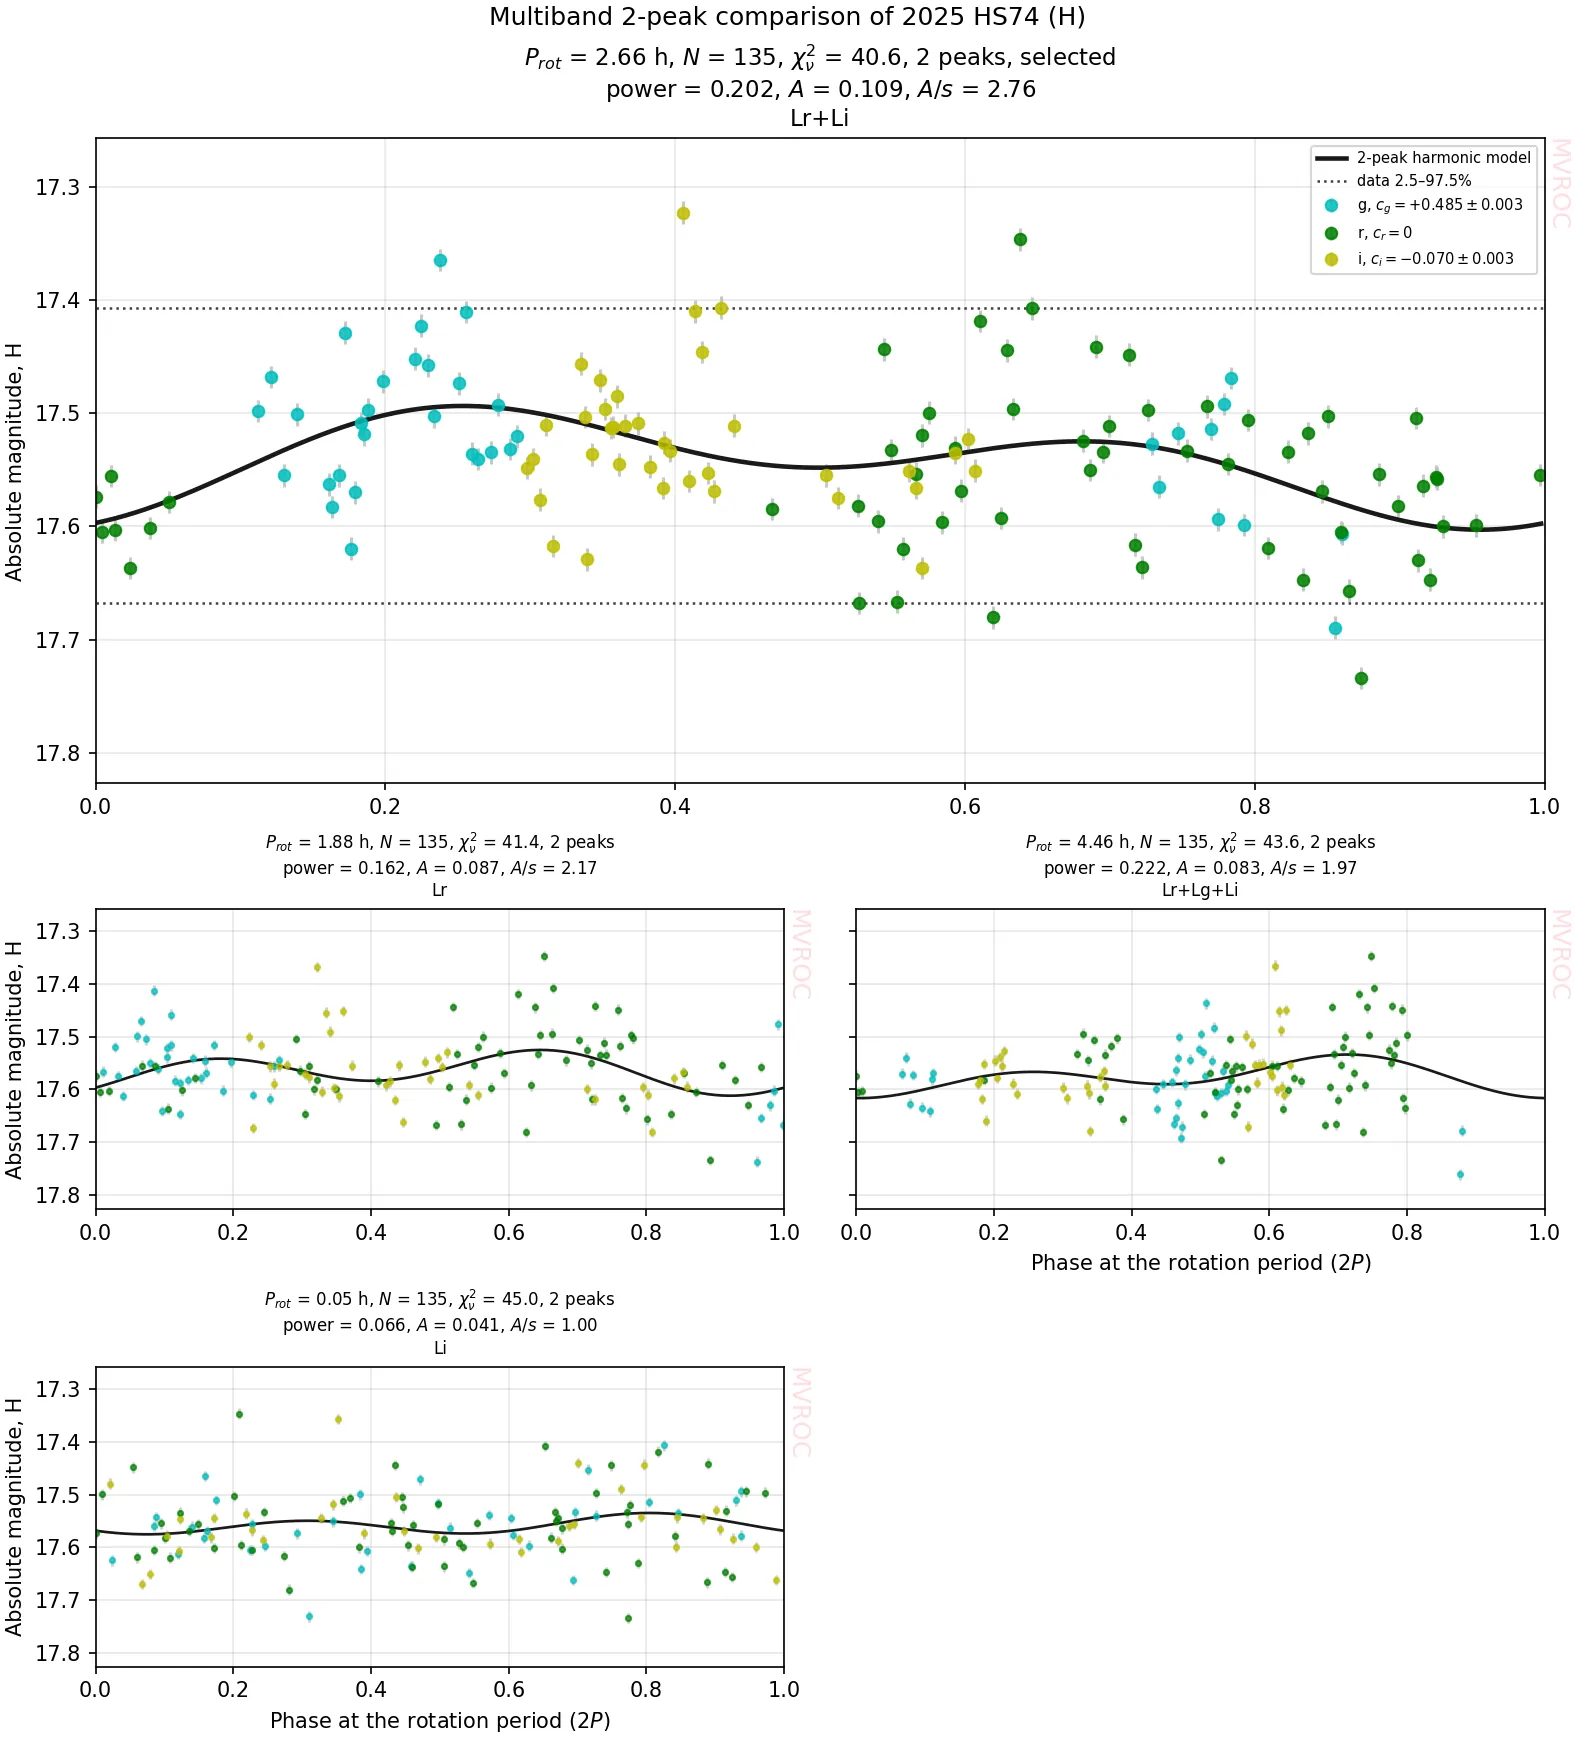 Multiband 2-peak comparison of 2025 HS74 (H)
P_rot = 2.66 h, N = 135, χ²_ν = 40.6, 2 peaks, selected
power = 0.202, A = 0.109, A/s = 2.76
Lr+Li
2-peak harmonic model
data 2.5–97.5%
g, c_g = +0.485 ± 0.003
r, c_r = 0
i, c_i = −0.070 ± 0.003
MVROC
Absolute magnitude, H
17.3
17.4
17.5
17.6
17.7
17.8
0.0 0.2 0.4 0.6 0.8 1.0
P_rot = 1.88 h, N = 135, χ²_ν = 41.4, 2 peaks
power = 0.162, A = 0.087, A/s = 2.17
Lr
MVROC
Absolute magnitude, H
17.3
17.4
17.5
17.6
17.7
17.8
0.0 0.2 0.4 0.6 0.8 1.0
P_rot = 4.46 h, N = 135, χ²_ν = 43.6, 2 peaks
power = 0.222, A = 0.083, A/s = 1.97
Lr+Lg+Li
MVROC
0.0 0.2 0.4 0.6 0.8 1.0
Phase at the rotation period (2P)
P_rot = 0.05 h, N = 135, χ²_ν = 45.0, 2 peaks
power = 0.066, A = 0.041, A/s = 1.00
Li
MVROC
Absolute magnitude, H
17.3
17.4
17.5
17.6
17.7
17.8
0.0 0.2 0.4 0.6 0.8 1.0
Phase at the rotation period (2P)